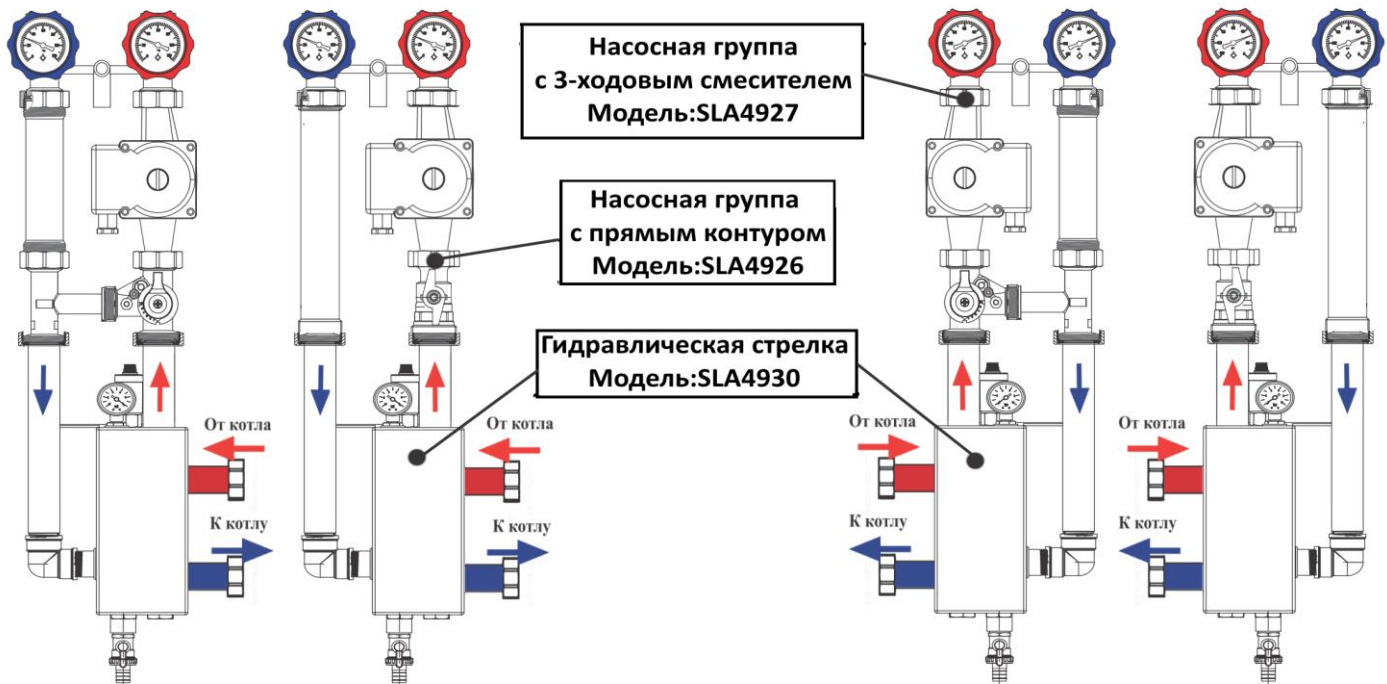 Насосная группа
с 3-ходовым смесителем
Модель:SLA4927
Насосная группа
с прямым контуром
Модель:SLA4926
Гидравлическая стрелка
Модель:SLA4930
От котла
От котла
От котла
От котла
К котлу
К котлу
К котлу
К котлу